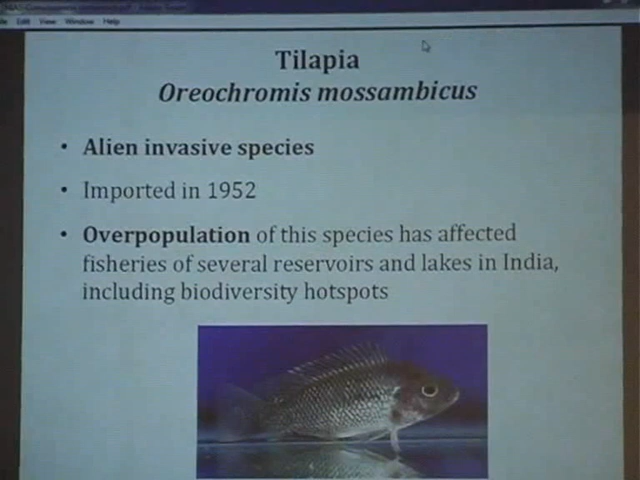 Edit View Window Help
Tilapia
Oreochromis mossambicus
• Alien invasive species
• Imported in 1952
• Overpopulation of this species has affected
fisheries of several reservoirs and lakes in India,
including biodiversity hotspots